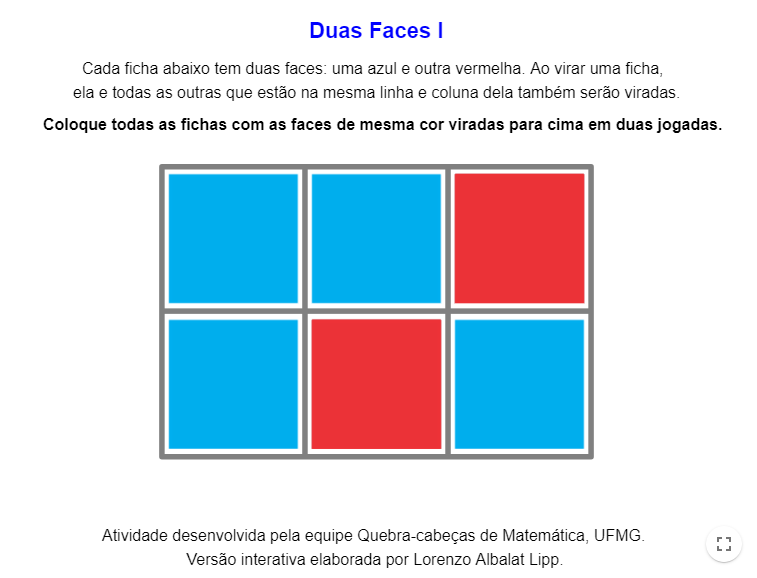 Duas Faces I
Cada ficha abaixo tem duas faces: uma azul e outra vermelha. Ao virar uma ficha,
ela e todas as outras que estão na mesma linha e coluna dela também serão viradas.
Coloque todas as fichas com as faces de mesma cor viradas para cima em duas jogadas.
Atividade desenvolvida pela equipe Quebra-cabeças de Matemática, UFMG.
Versão interativa elaborada por Lorenzo Albalat Lipp.